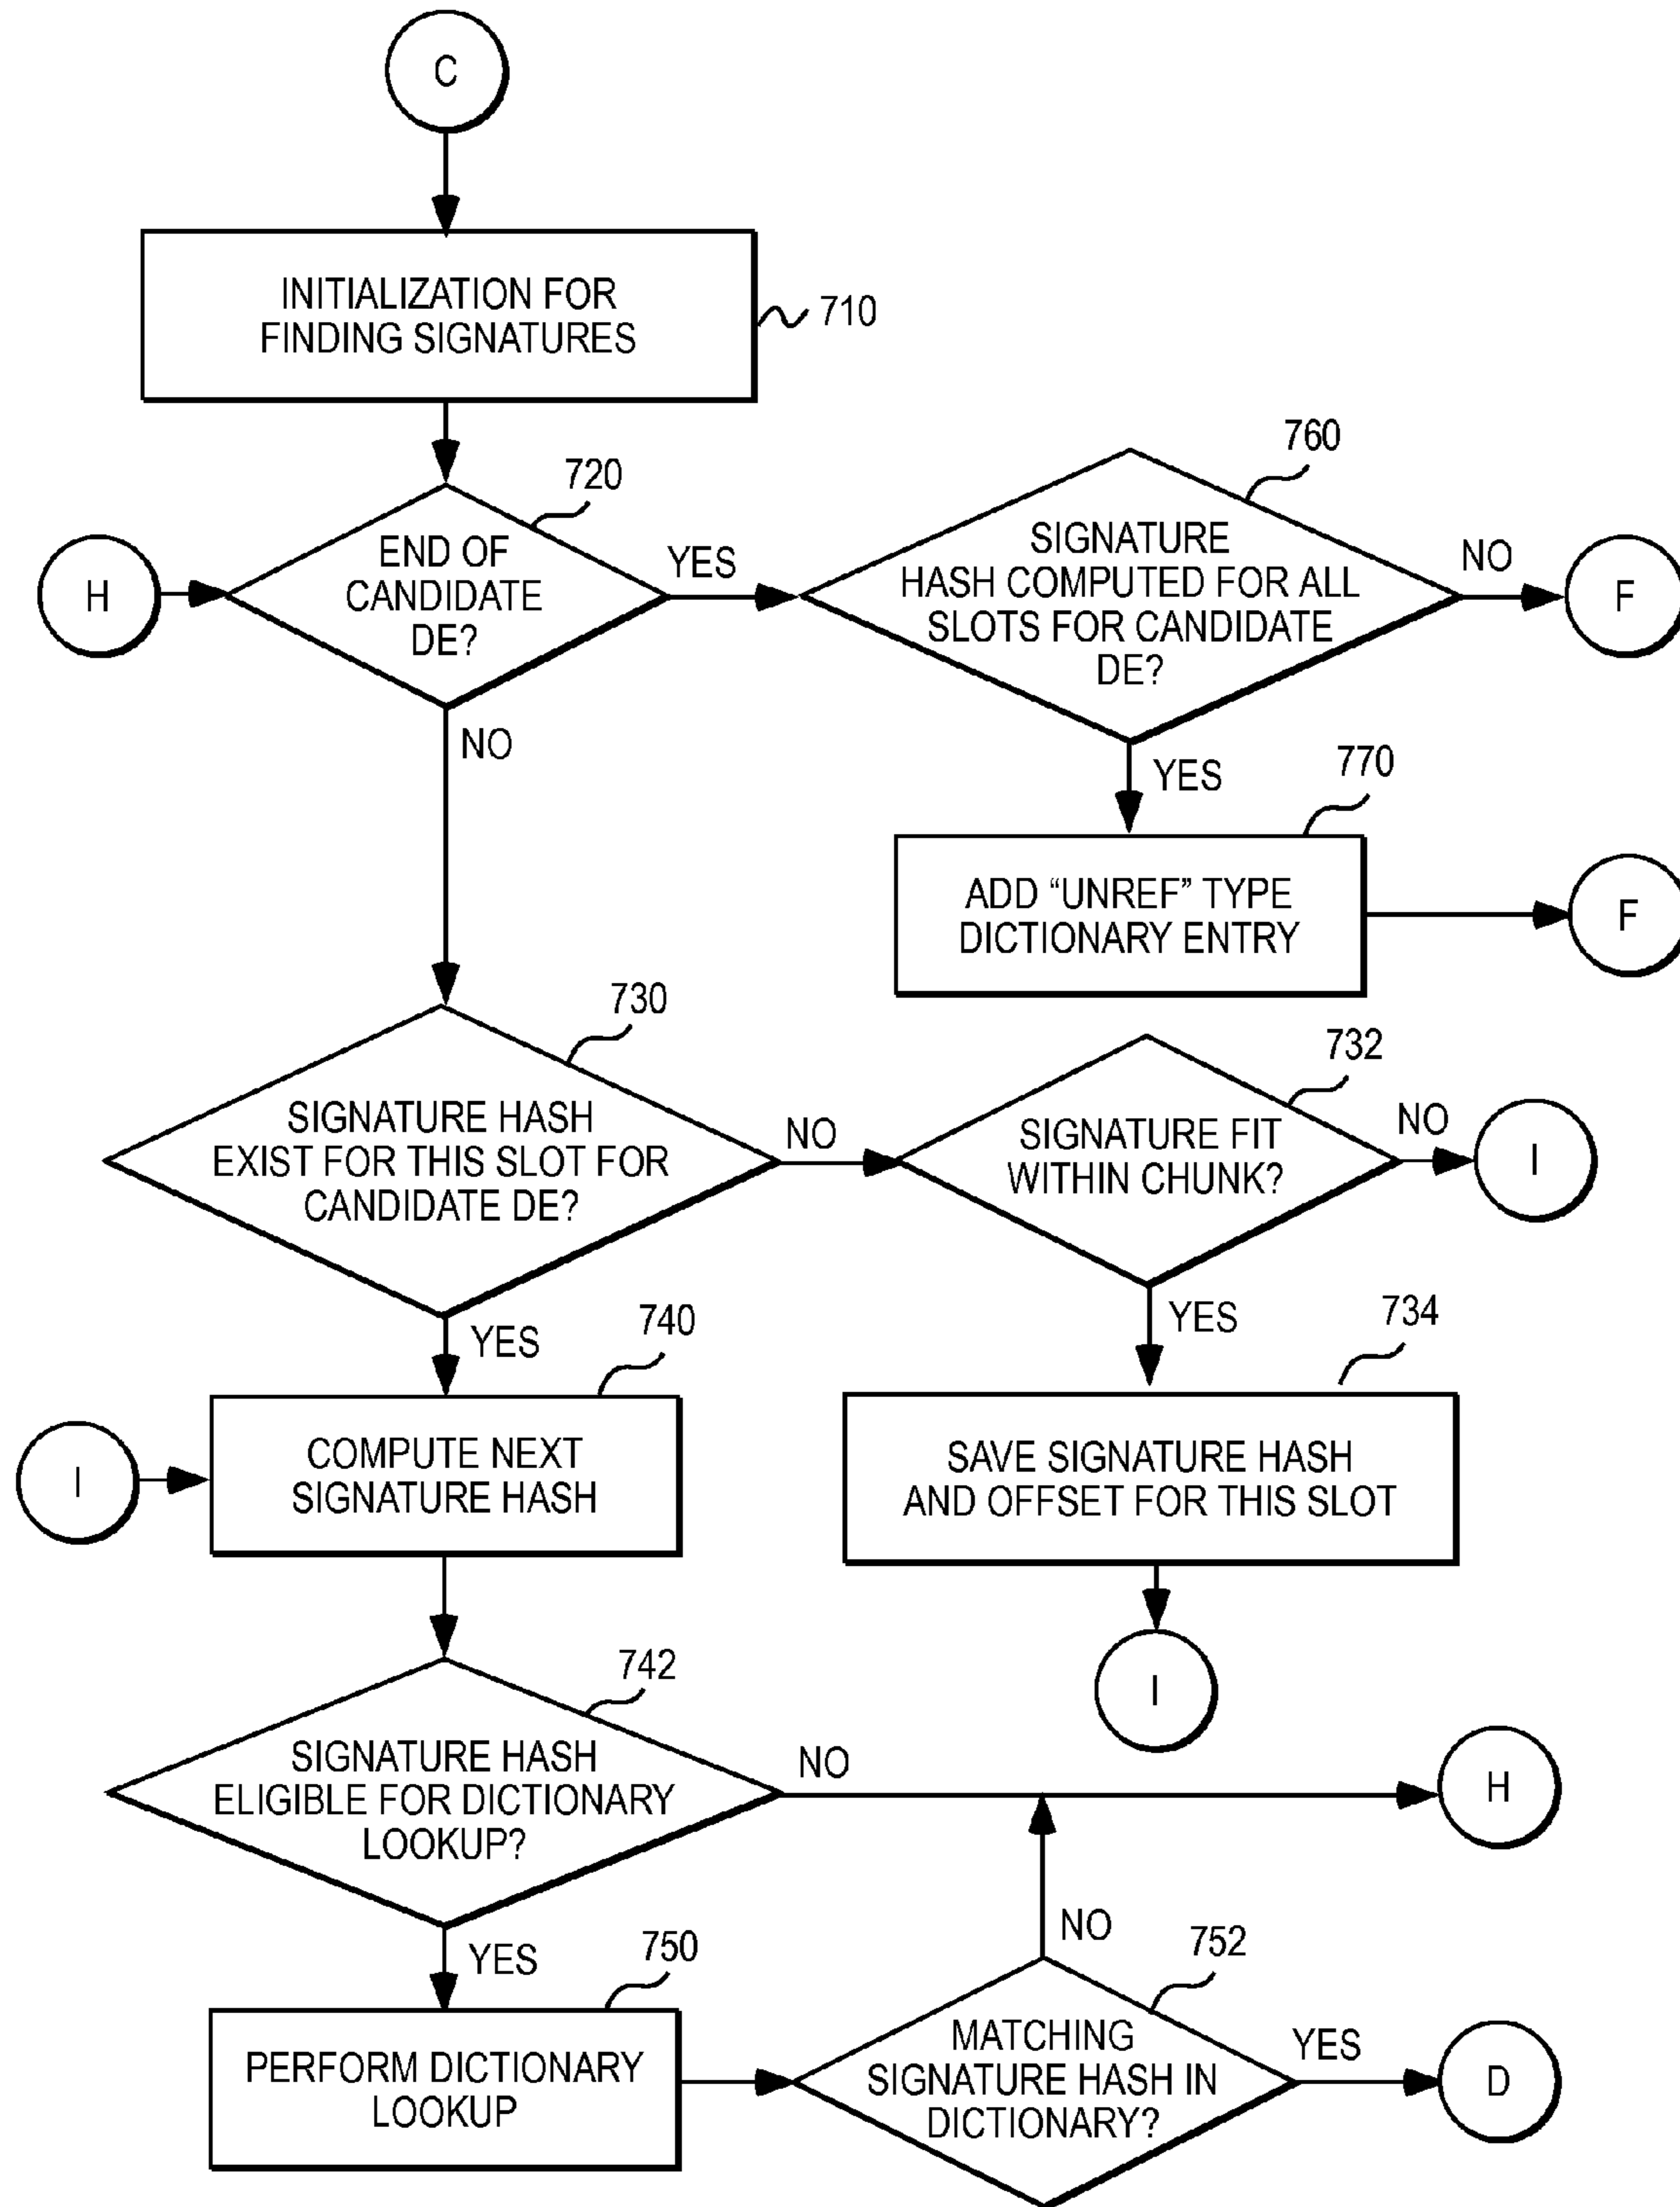 C
INITIALIZATION FOR
FINDING SIGNATURES
710
720
END OF
CANDIDATE
DE?
H
YES
760
SIGNATURE
HASH COMPUTED FOR ALL
SLOTS FOR CANDIDATE
DE?
NO
F
NO
YES
770
ADD “UNREF” TYPE
DICTIONARY ENTRY
F
730
SIGNATURE HASH
EXIST FOR THIS SLOT FOR
CANDIDATE DE?
NO
732
SIGNATURE FIT
WITHIN CHUNK?
NO
I
YES
740
I
COMPUTE NEXT
SIGNATURE HASH
YES
734
SAVE SIGNATURE HASH
AND OFFSET FOR THIS SLOT
I
742
SIGNATURE HASH
ELIGIBLE FOR DICTIONARY
LOOKUP?
NO
H
YES
750
PERFORM DICTIONARY
LOOKUP
NO
752
MATCHING
SIGNATURE HASH IN
DICTIONARY?
YES
D